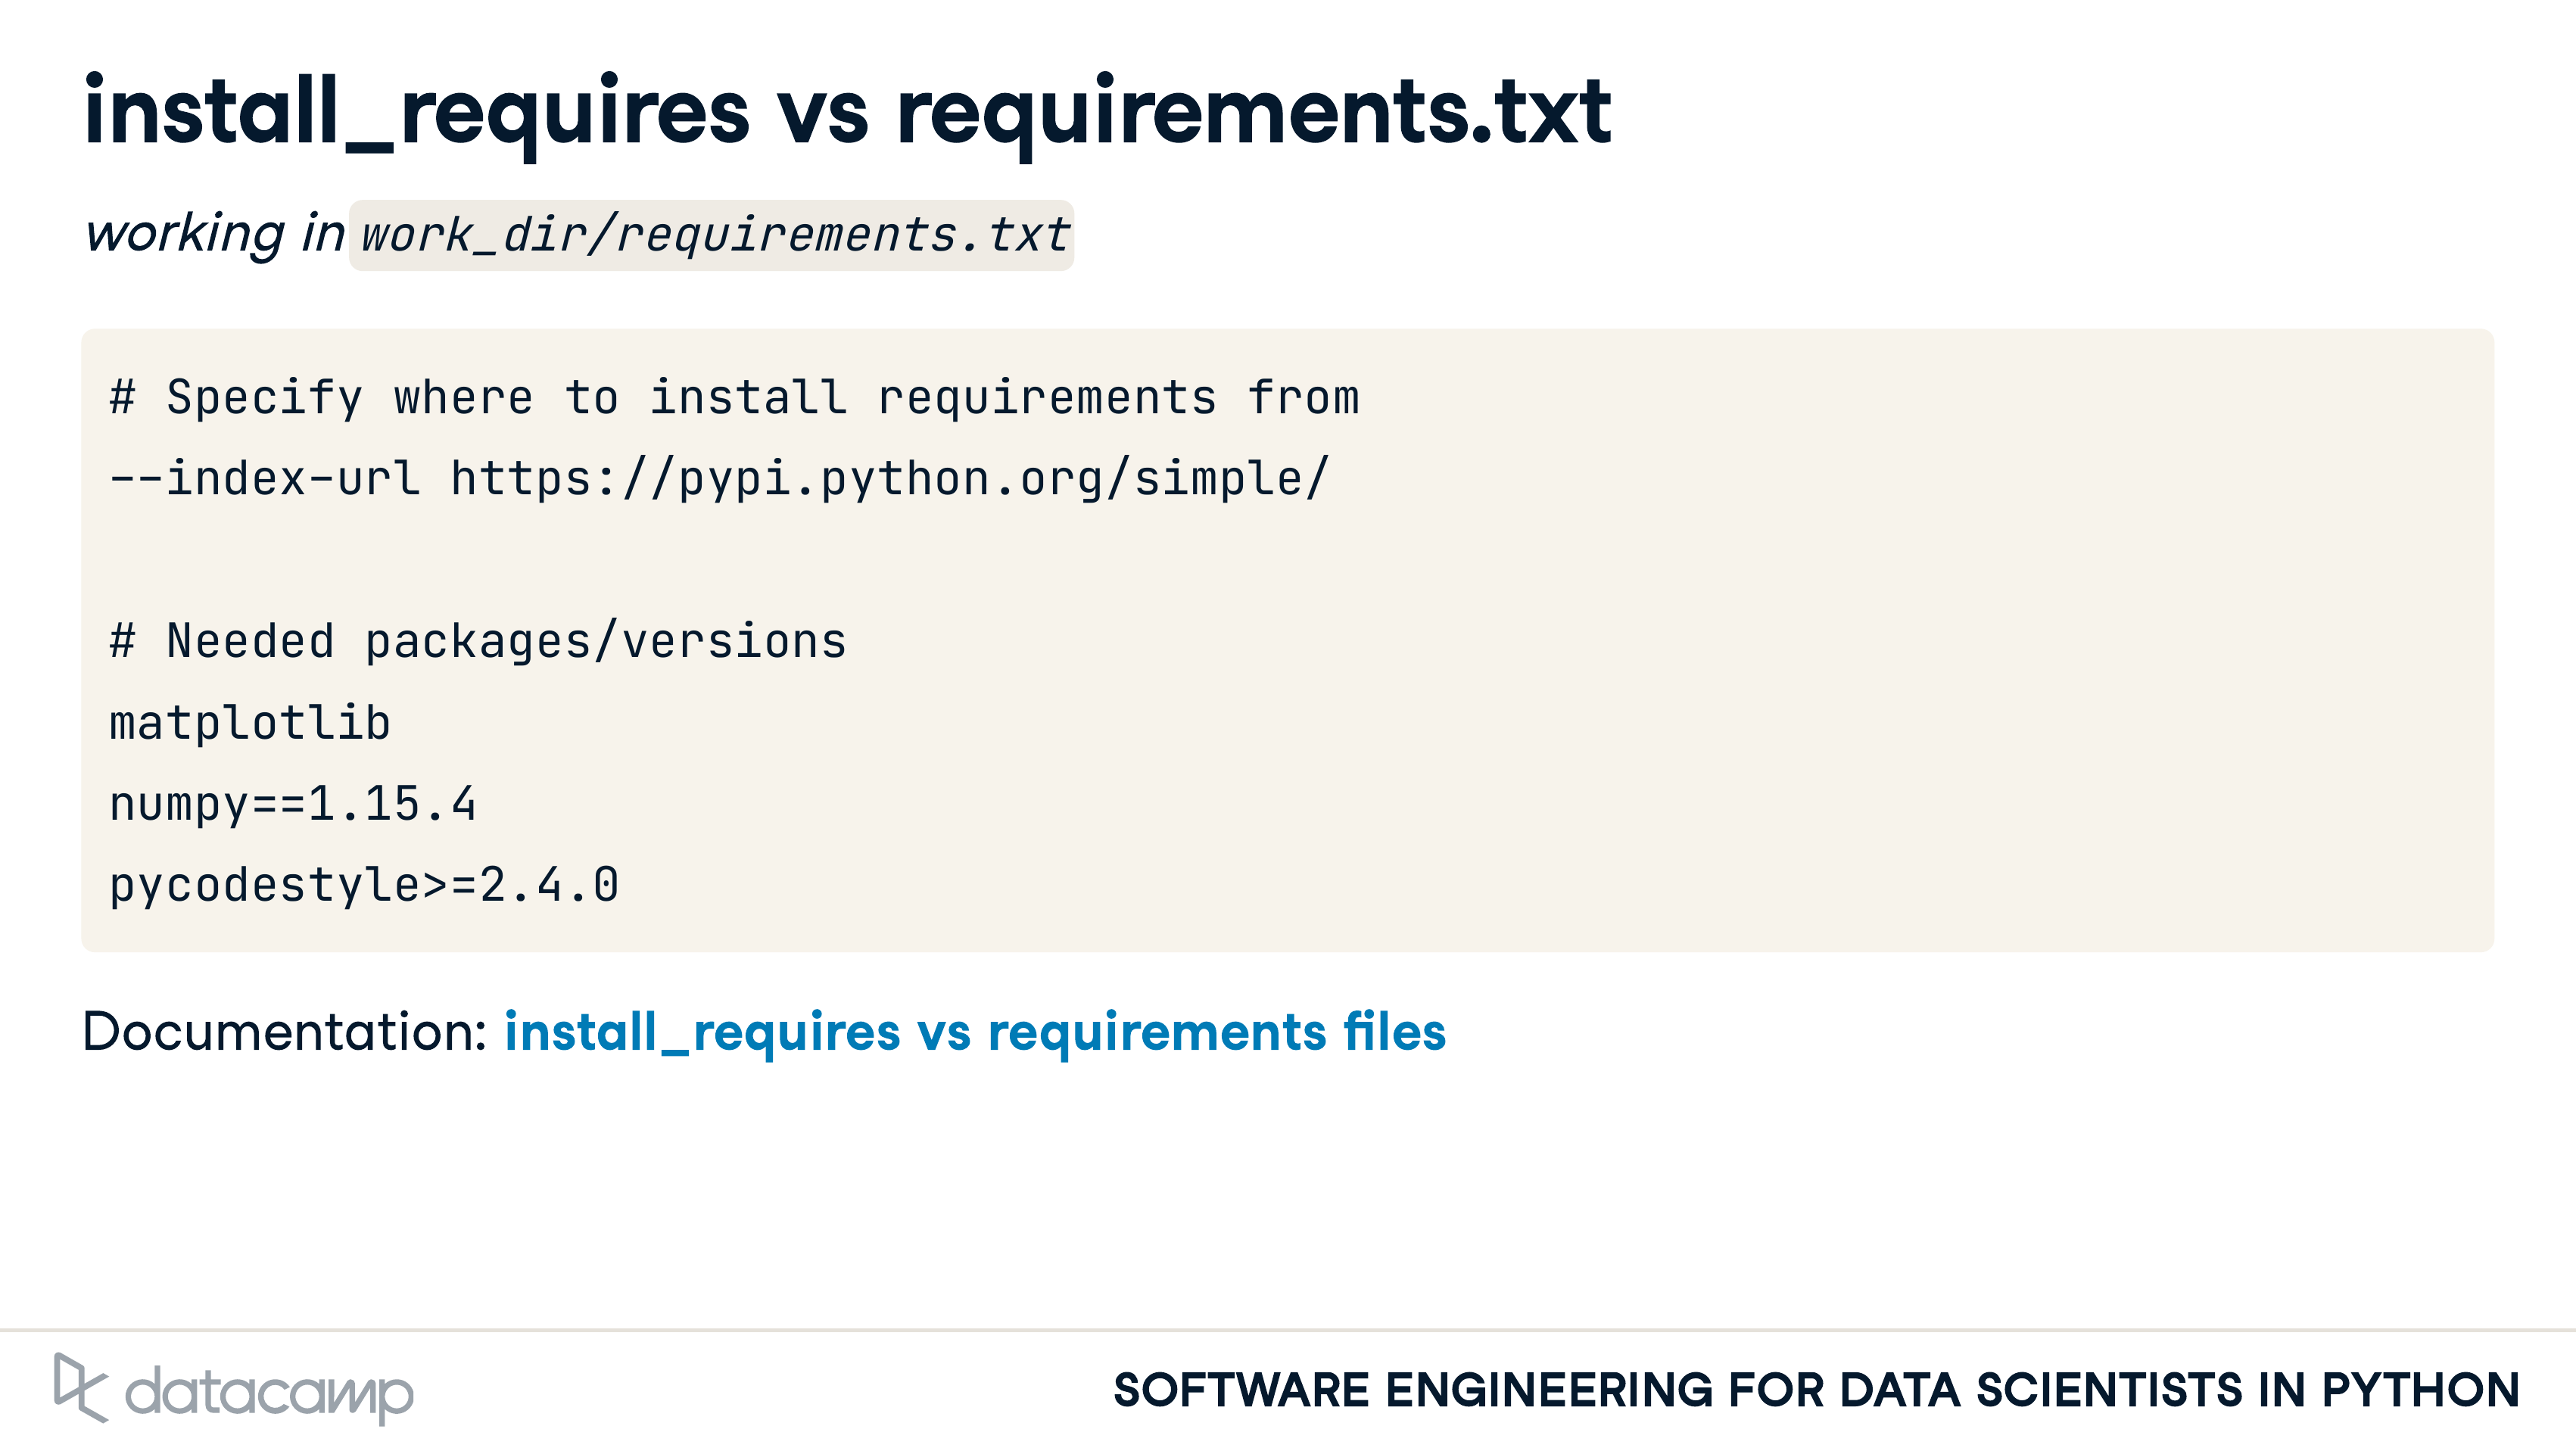 install_requires vs requirements.txt
working in work_dir/requirements.txt
# Specify where to install requirements from
--index-url https://pypi.python.org/simple/
# Needed packages/versions
matplotlib
numpy==1.15.4
pycodestyle>=2.4.0
Documentation: install_requires vs requirements files
datacamp
SOFTWARE ENGINEERING FOR DATA SCIENTISTS IN PYTHON